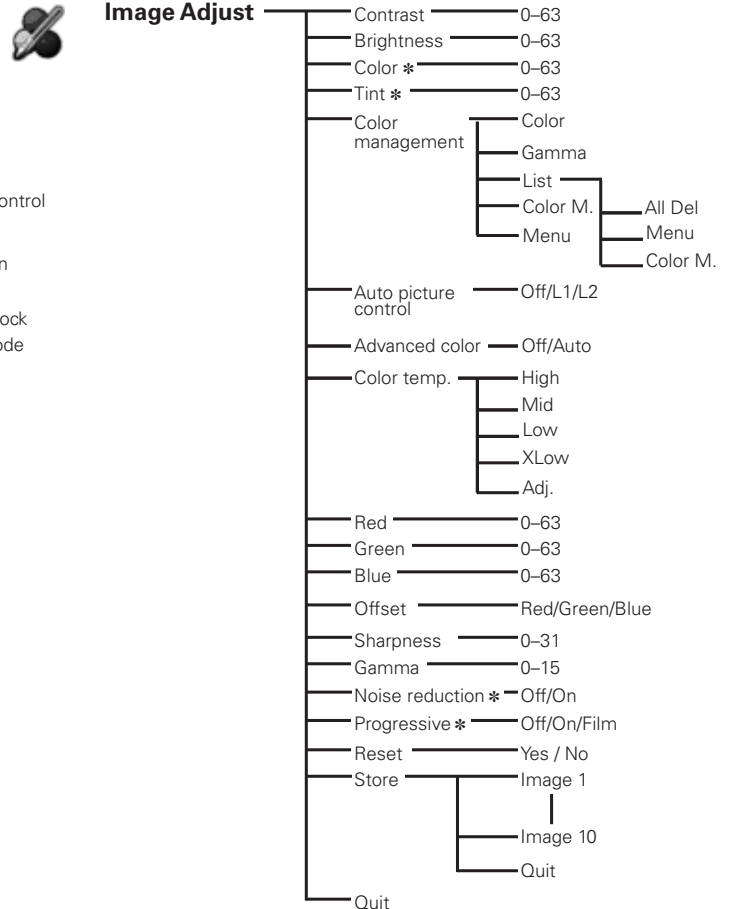 Image Adjust
Contrast 0–63
Brightness 0–63
Color ✻ 0–63
Tint ✻ 0–63
Color
management
Color
Gamma
List
Color M.
Menu
All Del
Menu
Color M.
ontrol
n
ock
ode
Auto picture
control
Off/L1/L2
Advanced color Off/Auto
Color temp. High
Mid
Low
XLow
Adj.
Red 0–63
Green 0–63
Blue 0–63
Offset Red/Green/Blue
Sharpness 0–31
Gamma 0–15
Noise reduction ✻ Off/On
Progressive ✻ Off/On/Film
Reset Yes / No
Store Image 1
Image 10
Quit
Quit